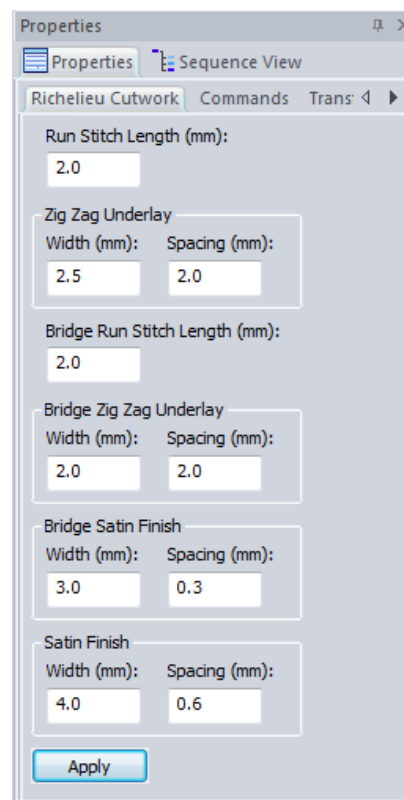 Properties
Properties Sequence View
Richelieu Cutwork Commands Trans
Run Stitch Length (mm):
2.0
Zig Zag Underlay
Width (mm): Spacing (mm):
2.5 2.0
Bridge Run Stitch Length (mm):
2.0
Bridge Zig Zag Underlay
Width (mm): Spacing (mm):
2.0 2.0
Bridge Satin Finish
Width (mm): Spacing (mm):
3.0 0.3
Satin Finish
Width (mm): Spacing (mm):
4.0 0.6
Apply